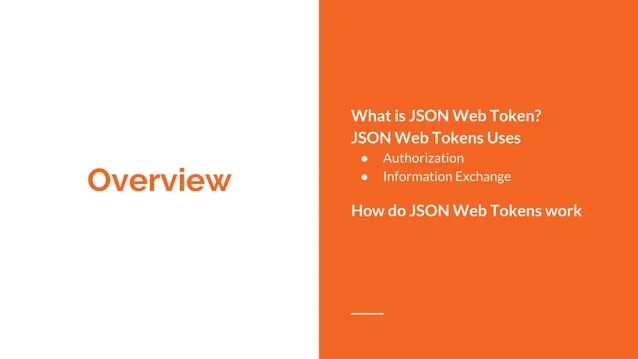 Overview
What is JSON Web Token?
JSON Web Tokens Uses
● Authorization
● Information Exchange
How do JSON Web Tokens work